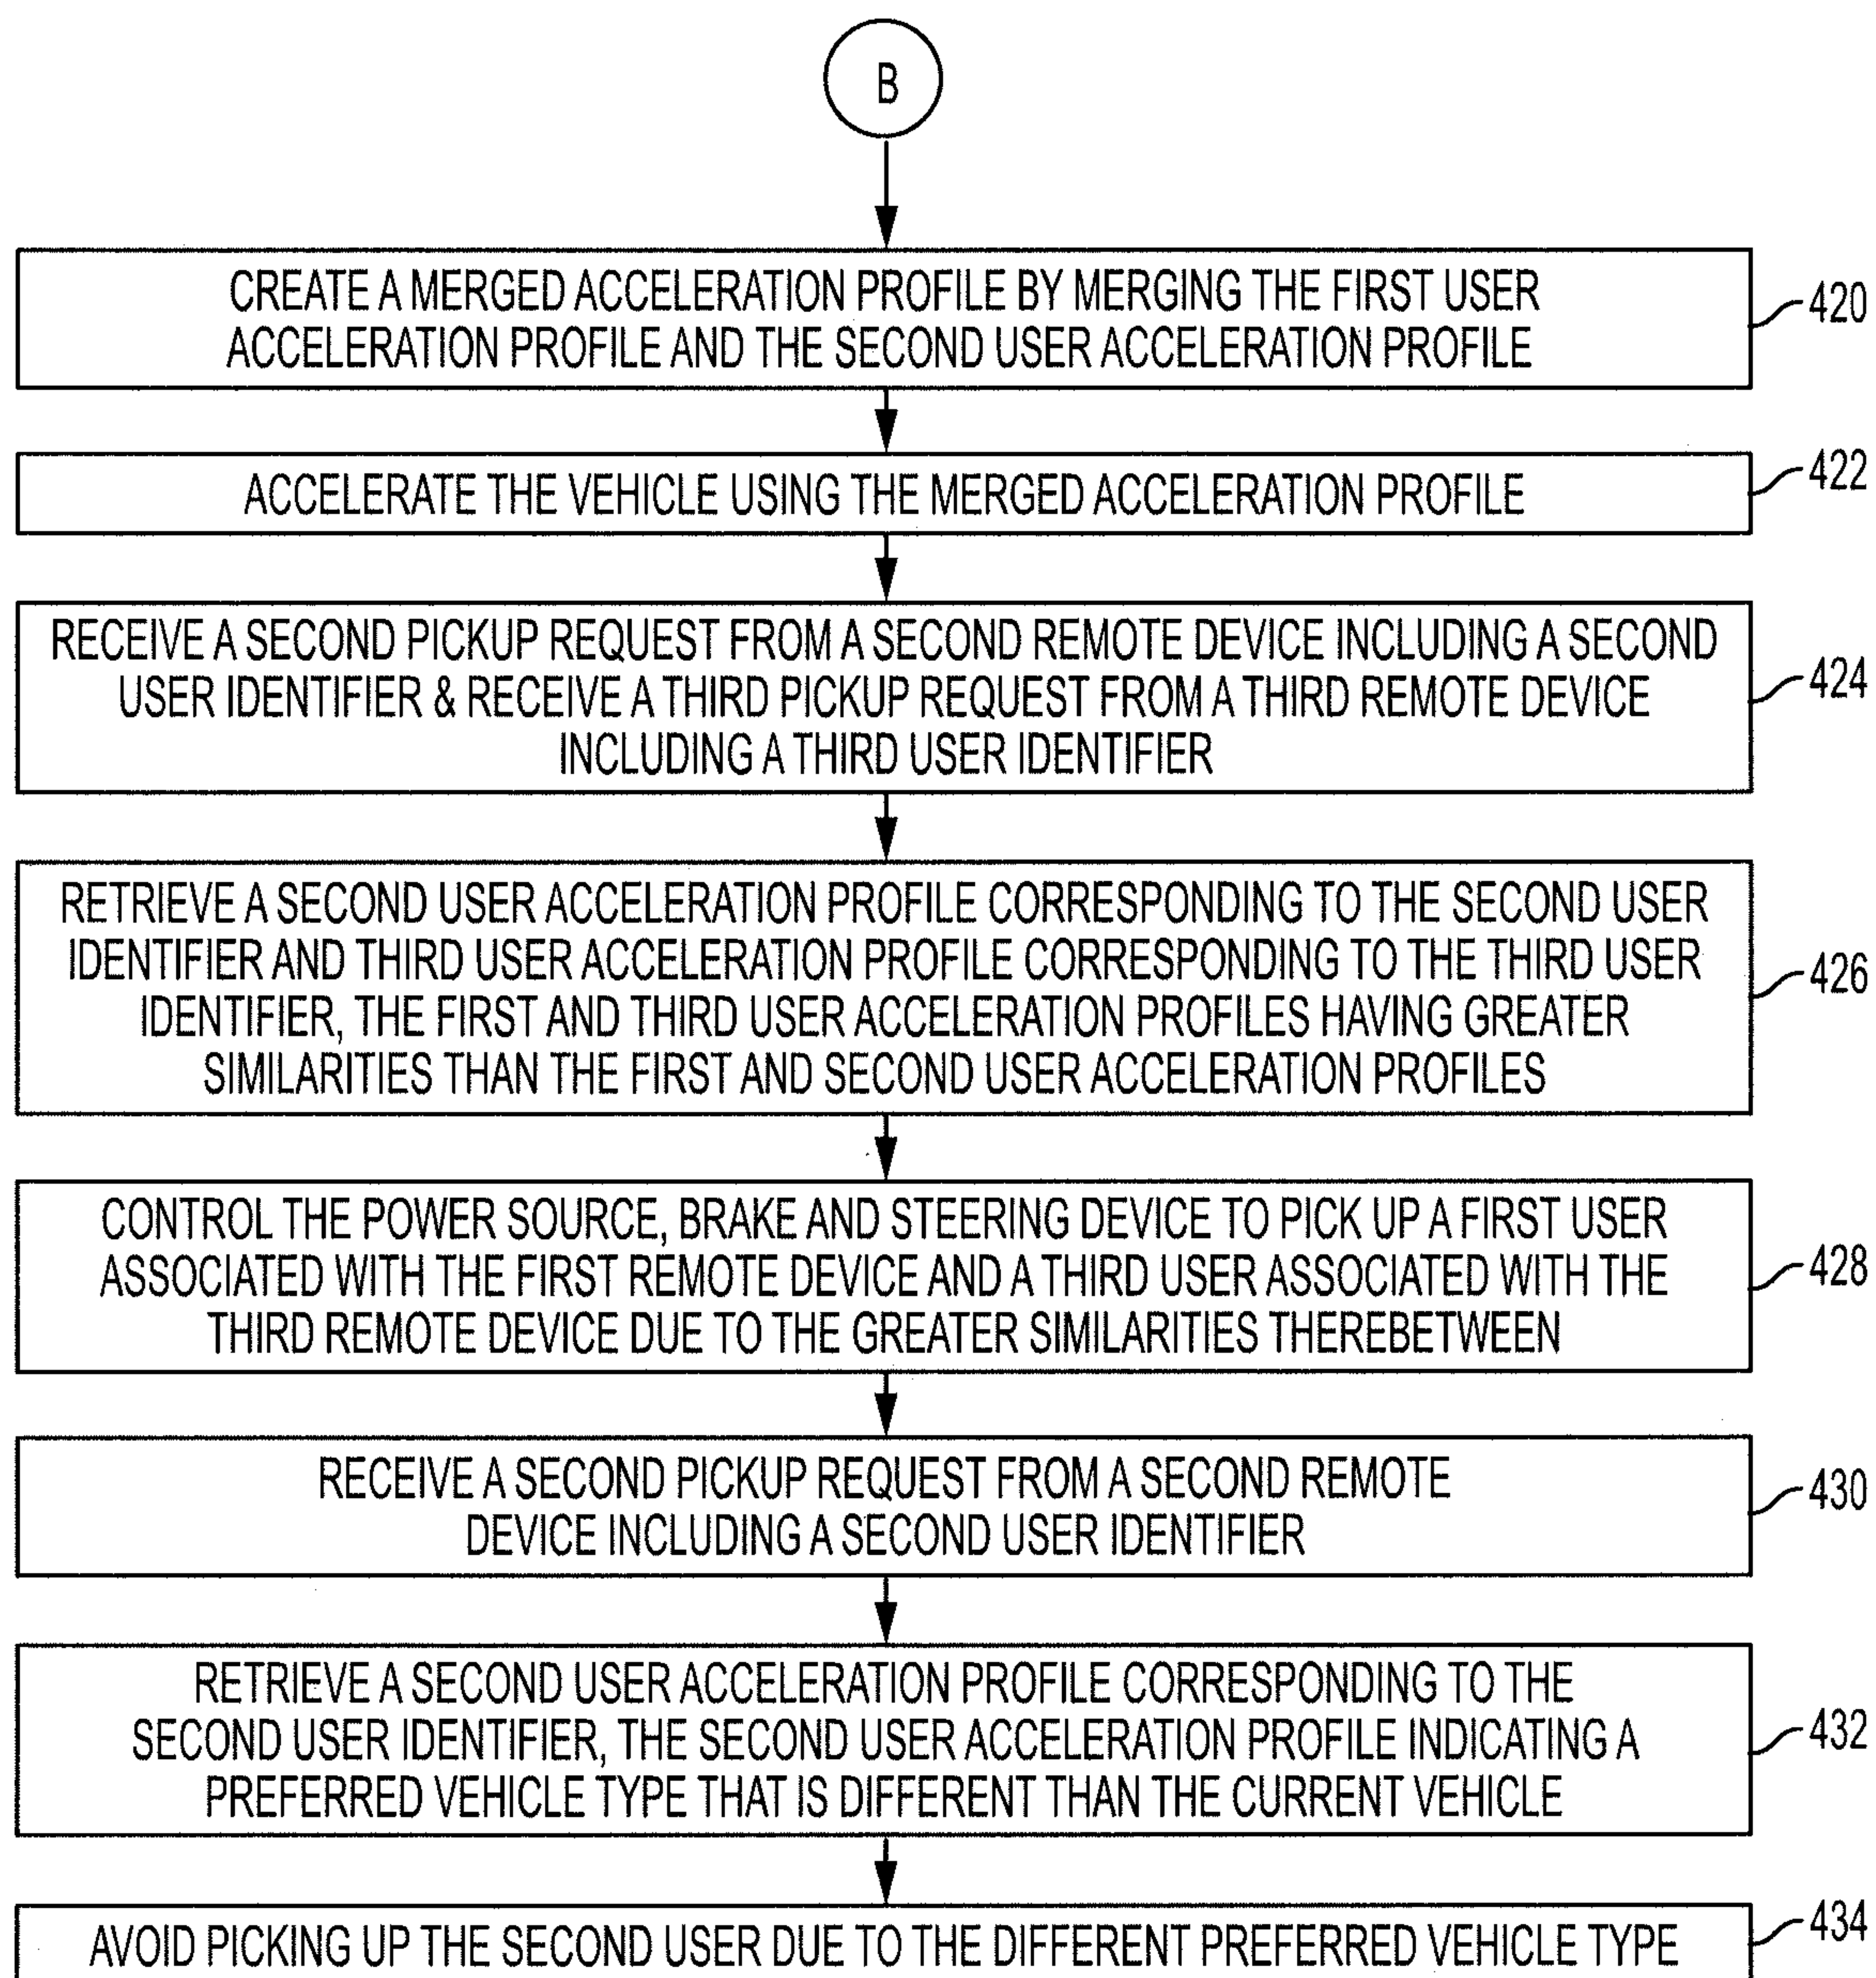 B
CREATE A MERGED ACCELERATION PROFILE BY MERGING THE FIRST USER
ACCELERATION PROFILE AND THE SECOND USER ACCELERATION PROFILE
420
ACCELERATE THE VEHICLE USING THE MERGED ACCELERATION PROFILE
422
RECEIVE A SECOND PICKUP REQUEST FROM A SECOND REMOTE DEVICE INCLUDING A SECOND
USER IDENTIFIER & RECEIVE A THIRD PICKUP REQUEST FROM A THIRD REMOTE DEVICE
INCLUDING A THIRD USER IDENTIFIER
424
RETRIEVE A SECOND USER ACCELERATION PROFILE CORRESPONDING TO THE SECOND USER
IDENTIFIER AND THIRD USER ACCELERATION PROFILE CORRESPONDING TO THE THIRD USER
IDENTIFIER, THE FIRST AND THIRD USER ACCELERATION PROFILES HAVING GREATER
SIMILARITIES THAN THE FIRST AND SECOND USER ACCELERATION PROFILES
426
CONTROL THE POWER SOURCE, BRAKE AND STEERING DEVICE TO PICK UP A FIRST USER
ASSOCIATED WITH THE FIRST REMOTE DEVICE AND A THIRD USER ASSOCIATED WITH THE
THIRD REMOTE DEVICE DUE TO THE GREATER SIMILARITIES THEREBETWEEN
428
RECEIVE A SECOND PICKUP REQUEST FROM A SECOND REMOTE
DEVICE INCLUDING A SECOND USER IDENTIFIER
430
RETRIEVE A SECOND USER ACCELERATION PROFILE CORRESPONDING TO THE
SECOND USER IDENTIFIER, THE SECOND USER ACCELERATION PROFILE INDICATING A
PREFERRED VEHICLE TYPE THAT IS DIFFERENT THAN THE CURRENT VEHICLE
432
AVOID PICKING UP THE SECOND USER DUE TO THE DIFFERENT PREFERRED VEHICLE TYPE
434